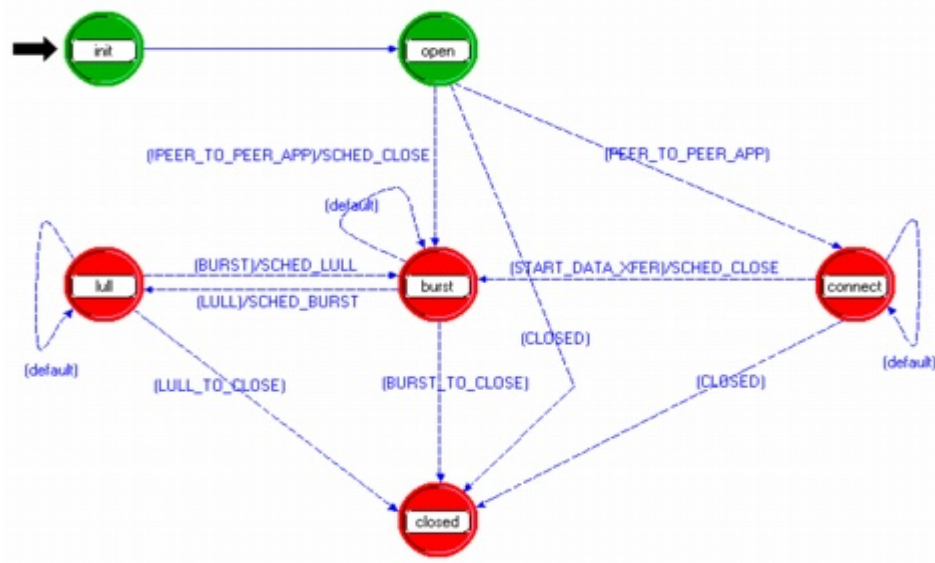 init
open
(!PEER_TO_PEER_APP)/SCHED_CLOSE
(PEER_TO_PEER_APP)
(default)
(BURST)/SCHED_LULL
(START_DATA_XFER)/SCHED_CLOSE
lull
burst
connect
(LULL)/SCHED_BURST
(CLOSED)
(default)
(default)
(LULL_TO_CLOSE)
(BURST_TO_CLOSE)
(CLOSED)
closed